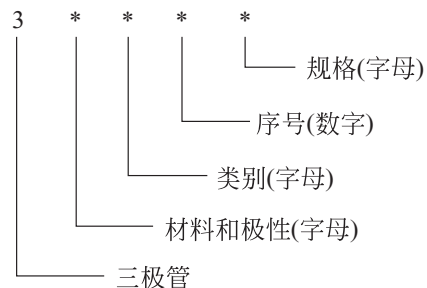 3 * * * *
规格(字母)
序号(数字)
类别(字母)
材料和极性(字母)
三极管